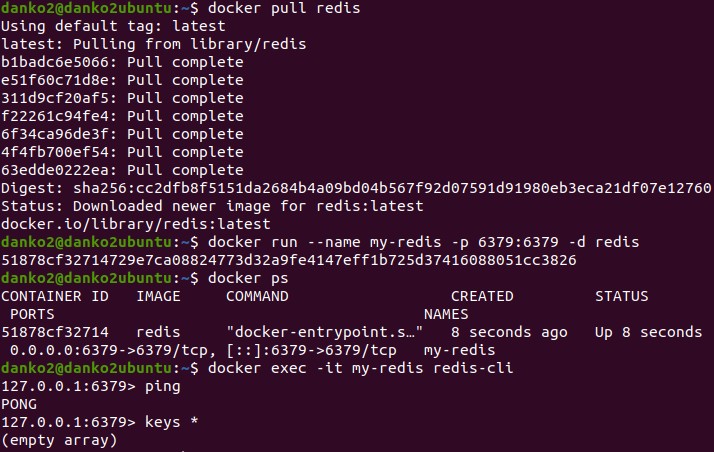 danko2@danko2ubuntu:~$ docker pull redis
Using default tag: latest
latest: Pulling from library/redis
b1badc6e5066: Pull complete
e51f60c71d8e: Pull complete
311d9cf20af5: Pull complete
f22261c94fe4: Pull complete
6f34ca96de3f: Pull complete
4f4fb700ef54: Pull complete
63edde0222ea: Pull complete
Digest: sha256:cc2dfb8f5151da2684b4a09bd04b567f92d07591d91980eb3eca21df07e12760
Status: Downloaded newer image for redis:latest
docker.io/library/redis:latest
danko2@danko2ubuntu:~$ docker run --name my-redis -p 6379:6379 -d redis
51878cf32714729e7ca08824773d32a9fe4147eff1b725d37416088051cc3826
danko2@danko2ubuntu:~$ docker ps
CONTAINER ID   IMAGE     COMMAND                  CREATED         STATUS
 PORTS                                         NAMES
51878cf32714   redis     "docker-entrypoint.s…"   8 seconds ago   Up 8 seconds
 0.0.0.0:6379->6379/tcp, [::]:6379->6379/tcp   my-redis
danko2@danko2ubuntu:~$ docker exec -it my-redis redis-cli
127.0.0.1:6379> ping
PONG
127.0.0.1:6379> keys *
(empty array)